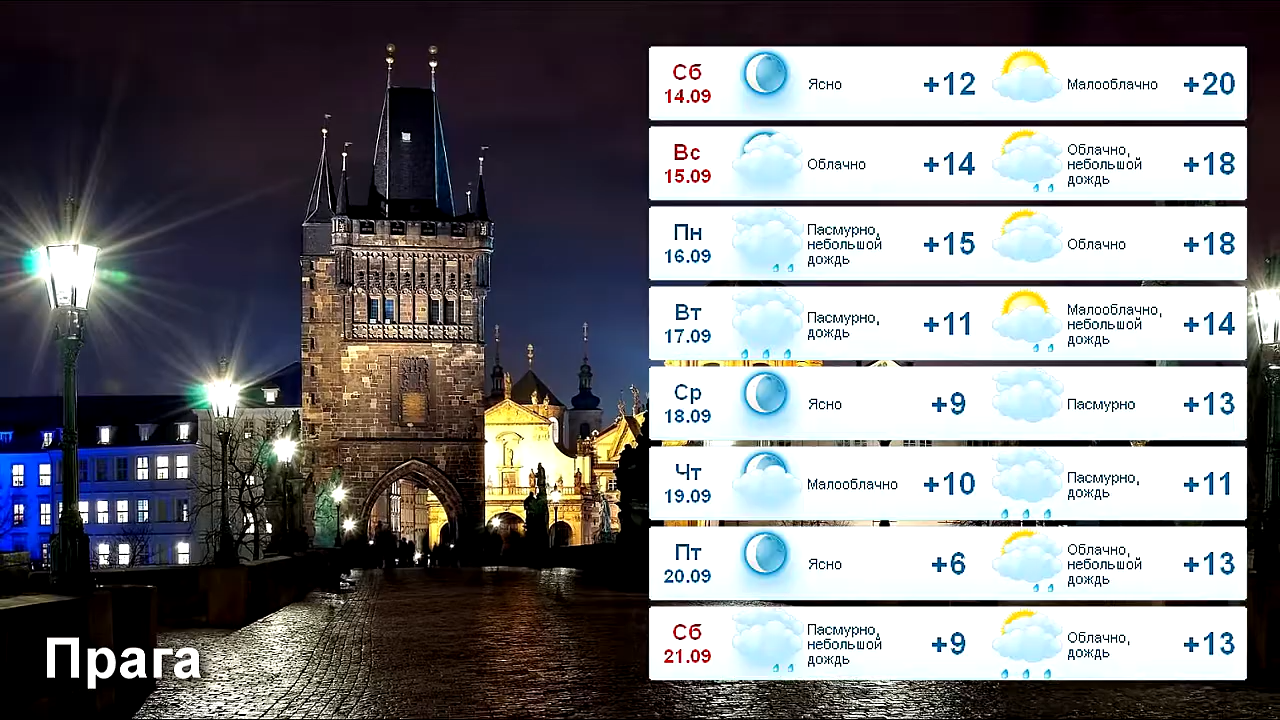 Сб
14.09
Ясно
+12
Малооблачно
+20
Вс
15.09
Облачно
+14
Облачно,
небольшой
дождь
+18
Пн
16.09
Пасмурно,
небольшой
дождь
+15
Облачно
+18
Вт
17.09
Пасмурно,
дождь
+11
Малооблачно,
небольшой
дождь
+14
Ср
18.09
Ясно
+9
Пасмурно
+13
Чт
19.09
Малооблачно
+10
Пасмурно,
дождь
+11
Пт
20.09
Ясно
+6
Облачно,
небольшой
дождь
+13
Сб
21.09
Пасмурно,
небольшой
дождь
+9
Облачно,
дождь
+13
Прага